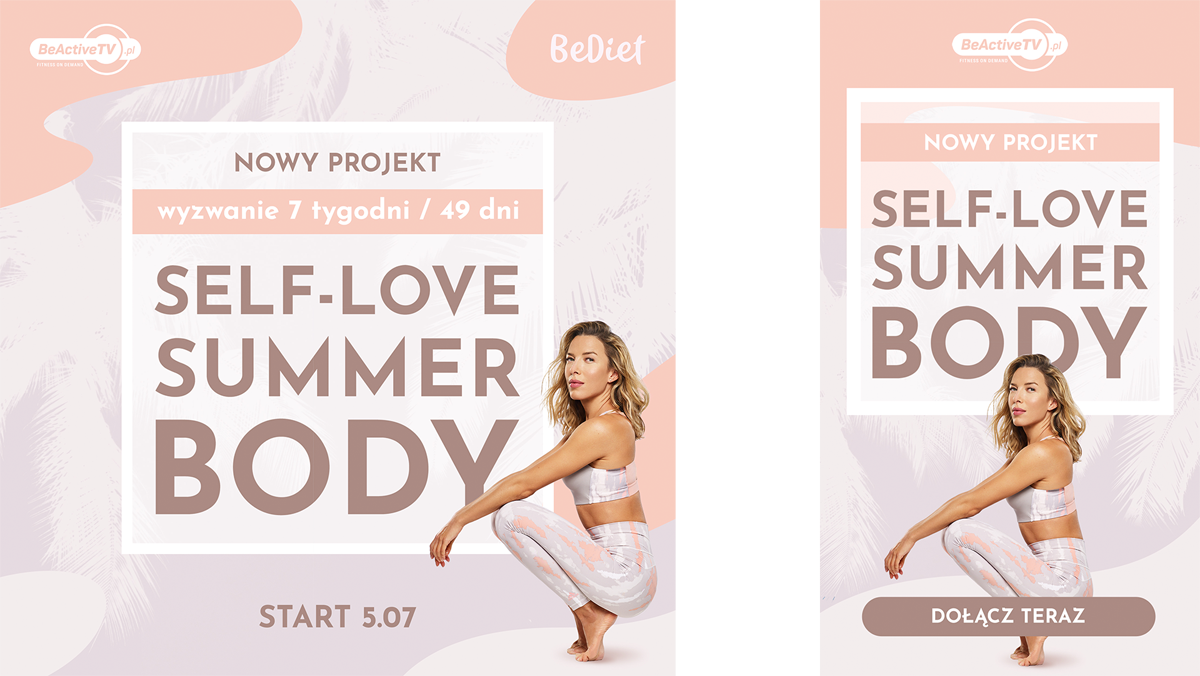 BeActiveTV.pl
FITNESS ON DEMAND
BeDiet
NOWY PROJEKT
wyzwanie 7 tygodni / 49 dni
SELF-LOVE
SUMMER
BODY
START 5.07
BeActiveTV.pl
FITNESS ON DEMAND
NOWY PROJEKT
SELF-LOVE
SUMMER
BODY
DOŁĄCZ TERAZ